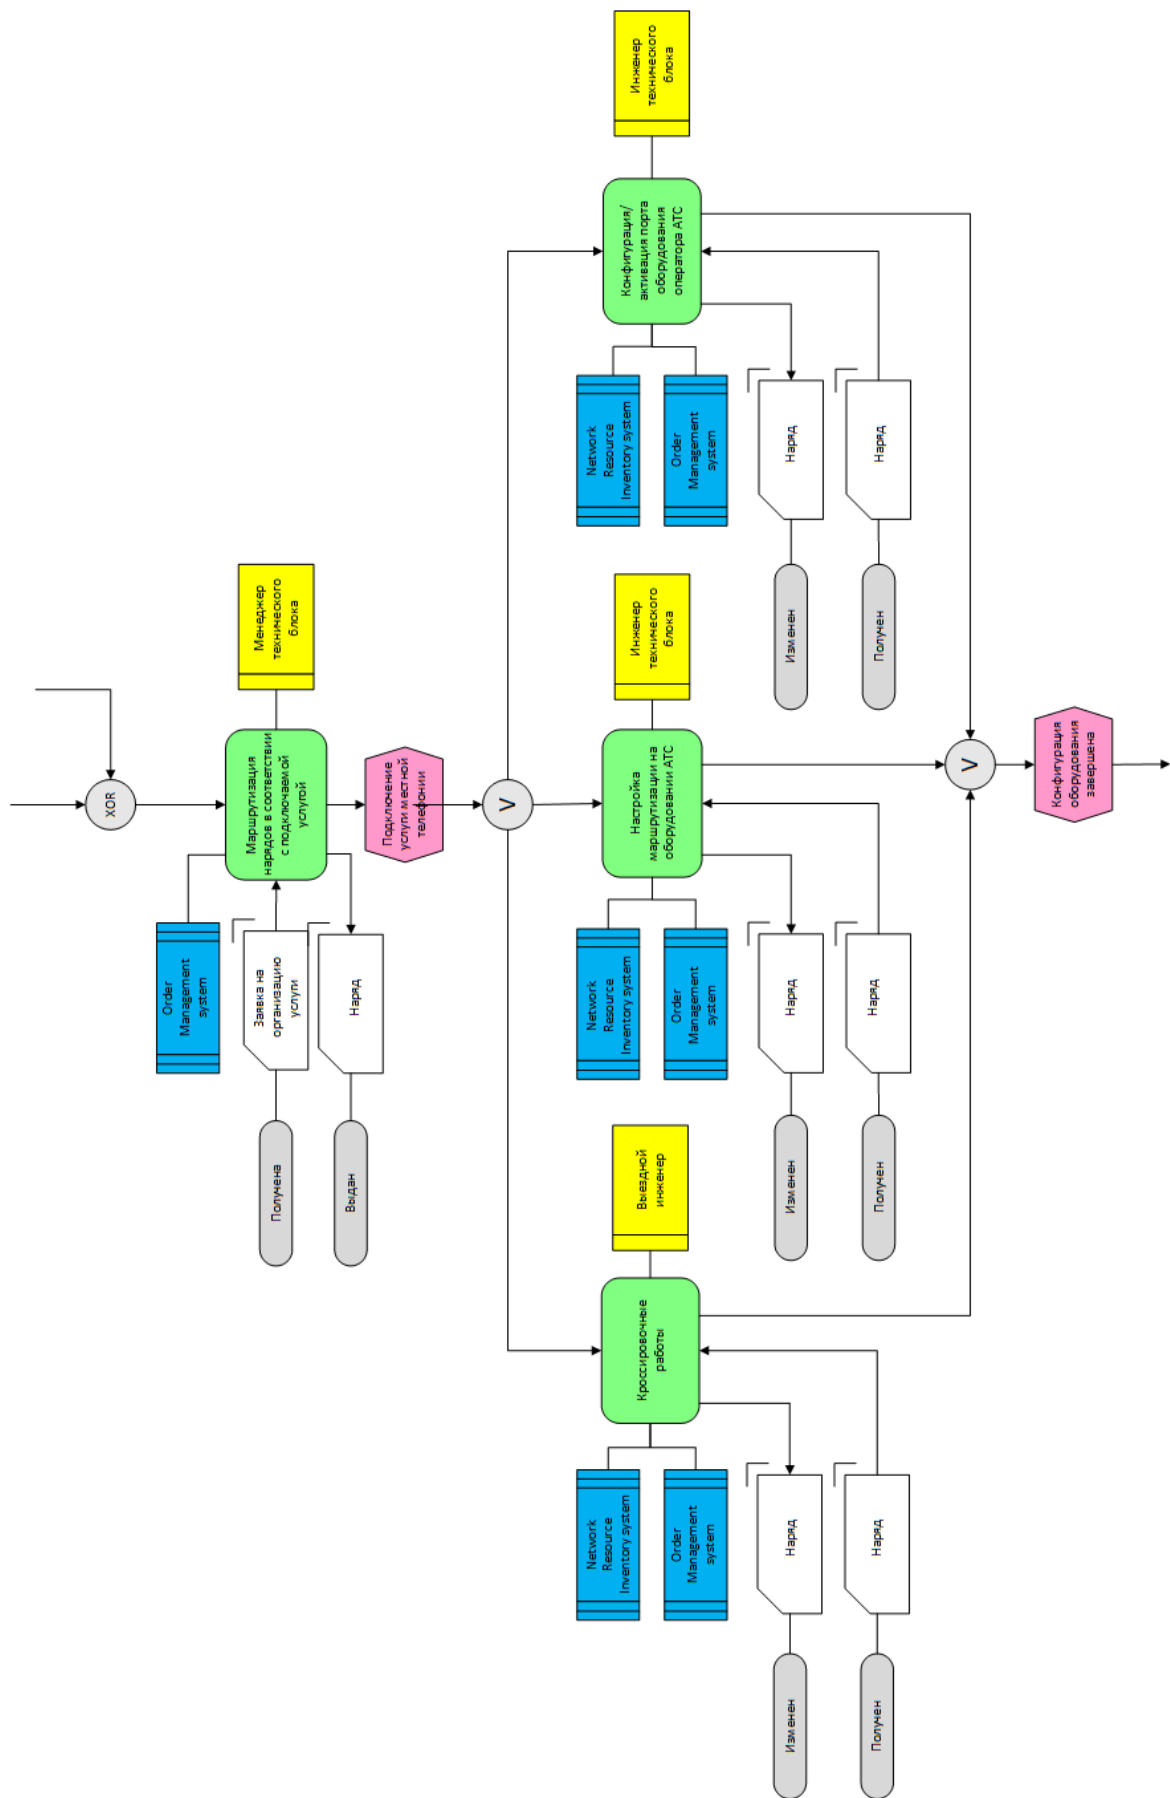 XOR
Маршрутизация
нарядов в соответствии
с подключаемой
услугой
Менеджер
технического
блока
Order
Management
system
Заявка на
организацию
услуги
Получена
Наряд
Выдан
Подключение
услуги местной
телефонии
V
Кроссировочные
работы
Выездной
инженер
Network
Resource
Inventory system
Order
Management
system
Наряд
Изменен
Наряд
Получен
Настройка
маршрутизации на
оборудовании АТС
Инженер
технического
блока
Network
Resource
Inventory system
Order
Management
system
Наряд
Изменен
Наряд
Получен
Конфигурация/
активация порта
оборудования
оператора АТС
Инженер
технического
блока
Network
Resource
Inventory system
Order
Management
system
Наряд
Изменен
Наряд
Получен
V
Конфигурация
оборудования
завершена